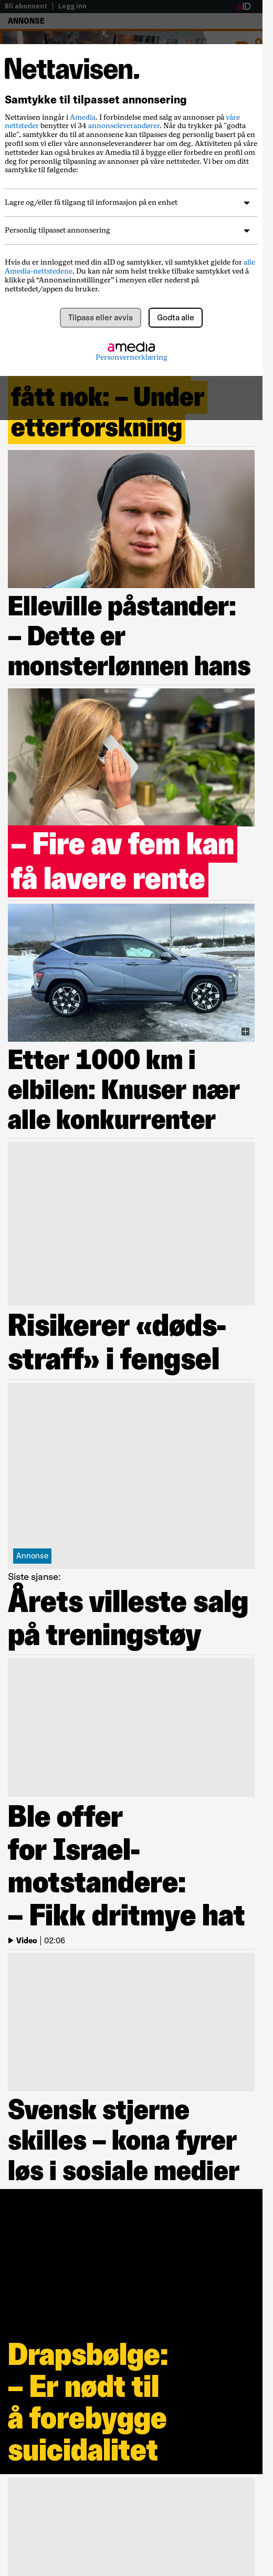 Bli abonnent | Logg inn
aID
ANNONSE
Nettavisen.
Samtykke til tilpasset annonsering
Nettavisen inngår i Amedia. I forbindelse med salg av annonser på våre
nettsteder benytter vi 34 annonseleverandører. Når du trykker på "godta
alle", samtykker du til at annonsene kan tilpasses deg personlig basert på en
profil som vi eller våre annonseleverandører har om deg. Aktiviteten på våre
nettsteder kan også brukes av Amedia til å bygge eller forbedre en profil om
deg for personlig tilpasning av annonser på våre nettsteder. Vi ber om ditt
samtykke til følgende:
Lagre og/eller få tilgang til informasjon på en enhet
Personlig tilpasset annonsering
Hvis du er innlogget med din aID og samtykker, vil samtykket gjelde for alle
Amedia-nettstedene. Du kan når som helst trekke tilbake samtykket ved å
klikke på “Annonseinnstillinger” i menyen eller nederst på
nettstedet/appen du bruker.
Tilpass eller avvis
Godta alle
amedia
Personvernerklæring
fått nok: – Under
etterforskning
Elleville påstander:
– Dette er
monsterlønnen hans
– Fire av fem kan
få lavere rente
Etter 1000 km i
elbilen: Knuser nær
alle konkurrenter
Risikerer «døds-
straff» i fengsel
Annonse
Siste sjanse:
Årets villeste salg
på treningstøy
Ble offer
for Israel-
motstandere:
– Fikk dritmye hat
Video | 02:06
Svensk stjerne
skilles – kona fyrer
løs i sosiale medier
Drapsbølge:
– Er nødt til
å forebygge
suicidalitet